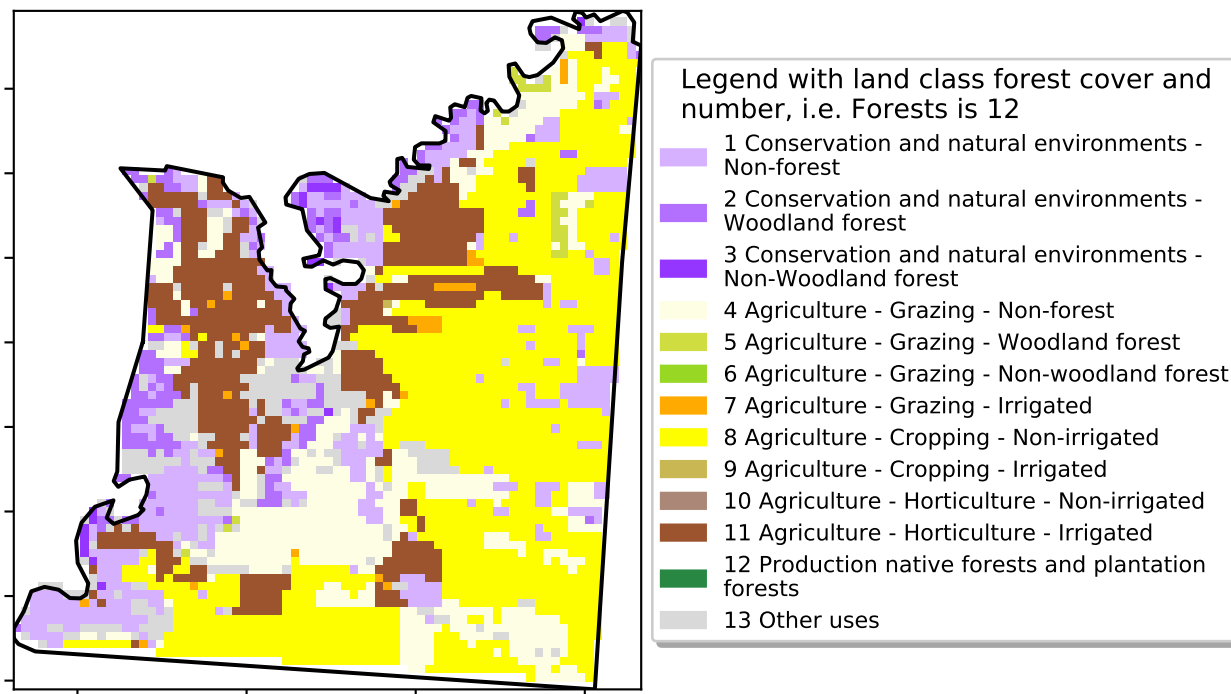 Legend with land class forest cover and
number, i.e. Forests is 12
1 Conservation and natural environments -
Non-forest
2 Conservation and natural environments -
Woodland forest
3 Conservation and natural environments -
Non-Woodland forest
4 Agriculture - Grazing - Non-forest
5 Agriculture - Grazing - Woodland forest
6 Agriculture - Grazing - Non-woodland forest
7 Agriculture - Grazing - Irrigated
8 Agriculture - Cropping - Non-irrigated
9 Agriculture - Cropping - Irrigated
10 Agriculture - Horticulture - Non-irrigated
11 Agriculture - Horticulture - Irrigated
12 Production native forests and plantation
forests
13 Other uses